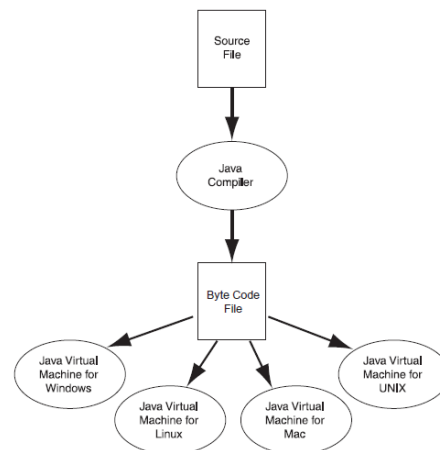 Source
File
Java
Compiler
Byte Code
File
Java Virtual
Machine for
Windows
Java Virtual
Machine for
Linux
Java Virtual
Machine for
Mac
Java Virtual
Machine for
UNIX